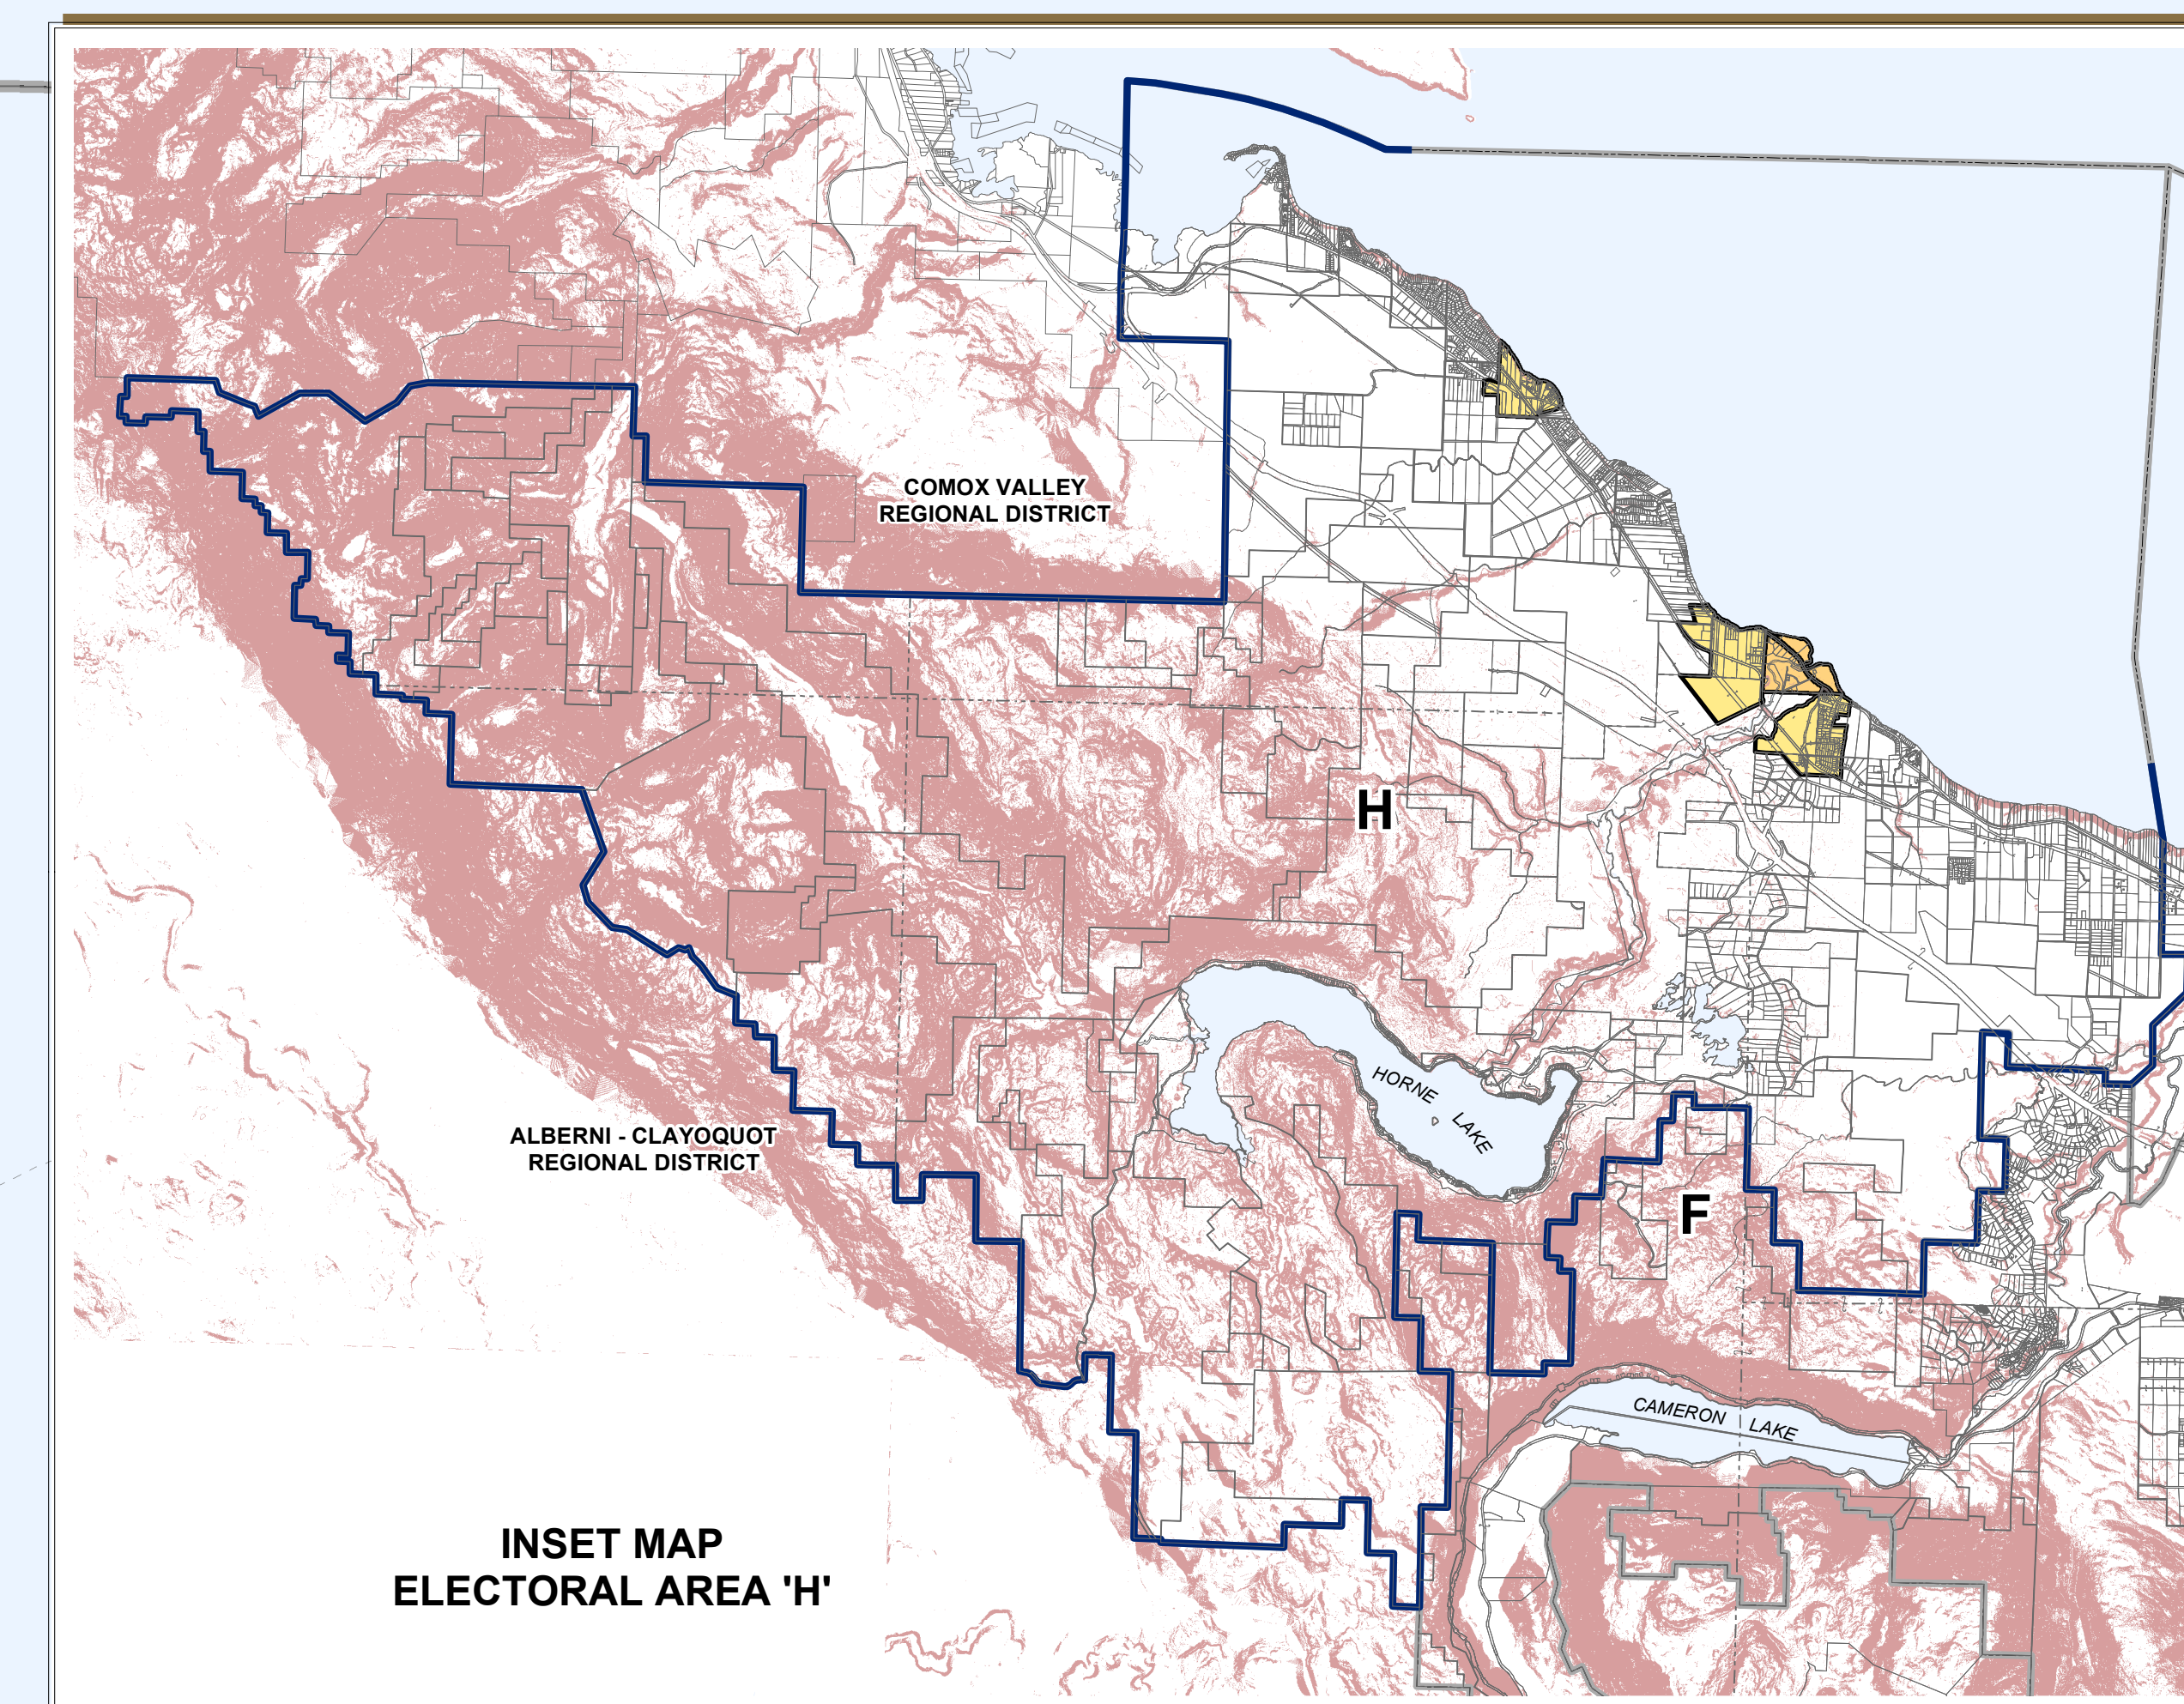 COMOX VALLEY
REGIONAL DISTRICT
H
HORNE
LAKE
ALBERNI - CLAYOQUOT
REGIONAL DISTRICT
F
CAMERON LAKE
INSET MAP
ELECTORAL AREA 'H'